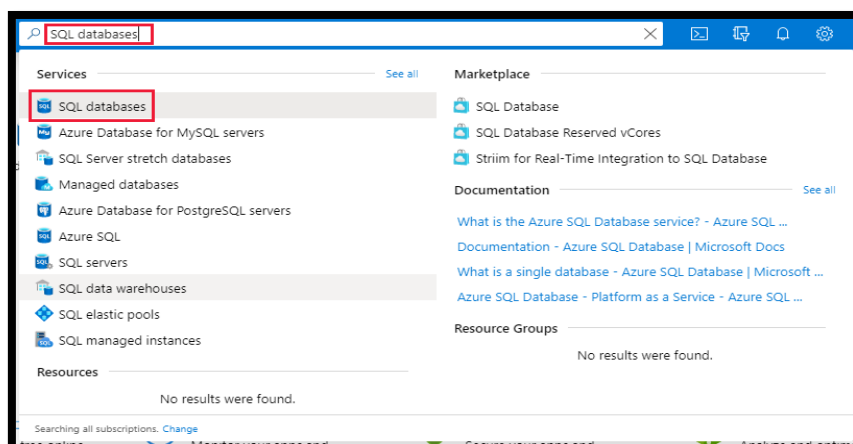 SQL databases
Services
See all
SQL databases
Azure Database for MySQL servers
SQL Server stretch databases
Managed databases
Azure Database for PostgreSQL servers
Azure SQL
SQL servers
SQL data warehouses
SQL elastic pools
SQL managed instances
Resources
No results were found.
Marketplace
SQL Database
SQL Database Reserved vCores
Striim for Real-Time Integration to SQL Database
Documentation
See all
What is the Azure SQL Database service? - Azure SQL ...
Documentation - Azure SQL Database | Microsoft Docs
What is a single database - Azure SQL Database | Microsoft ...
Azure SQL Database - Platform as a Service - Azure SQL ...
Resource Groups
No results were found.
Searching all subscriptions. Change